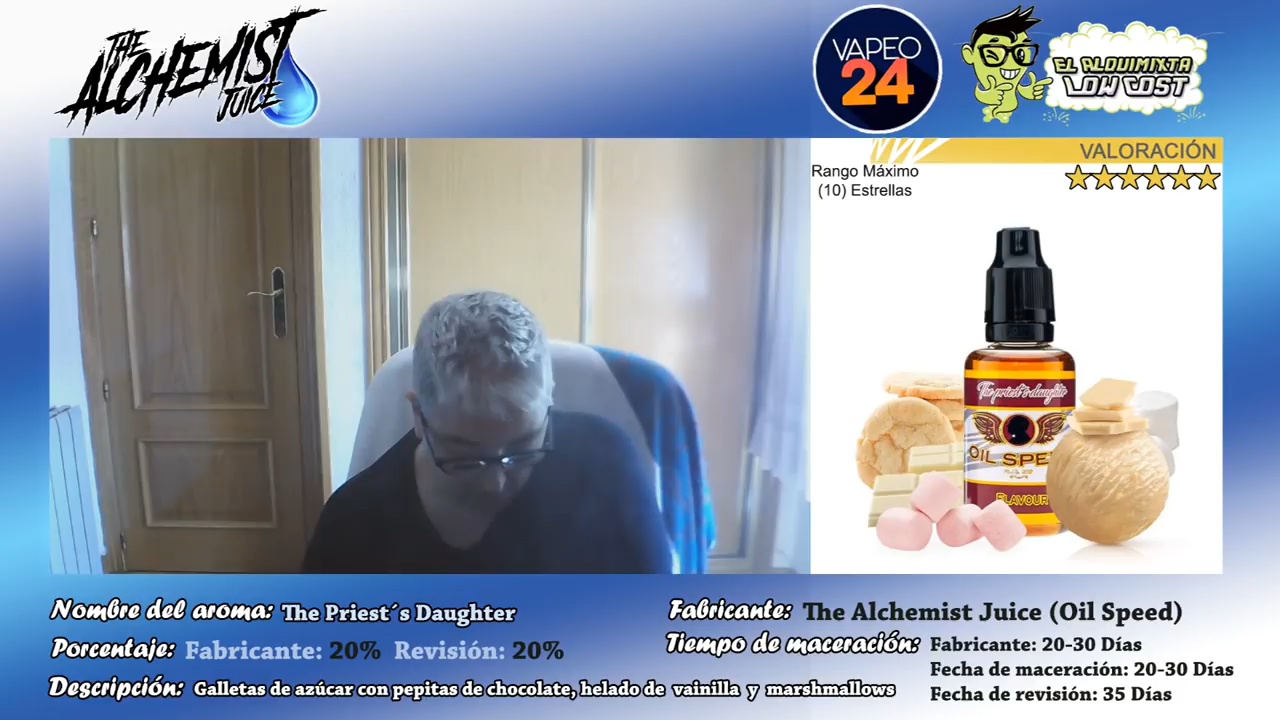 THE
ALCHEMIST
JUICE
VAPEO
24
EL ALQUIMIXTA
LOW COST
VALORACIÓN
Rango Máximo
(10) Estrellas
The priest's daughter
OIL SPE
FLAVOUR
Nombre del aroma: The Priest´s Daughter
Fabricante: The Alchemist Juice (Oil Speed)
Porcentaje: Fabricante: 20% Revisión: 20%
Tiempo de maceración: Fabricante: 20-30 Días
Fecha de maceración: 20-30 Días
Descripción: Galletas de azúcar con pepitas de chocolate, helado de vainilla y marshmallows
Fecha de revisión: 35 Días